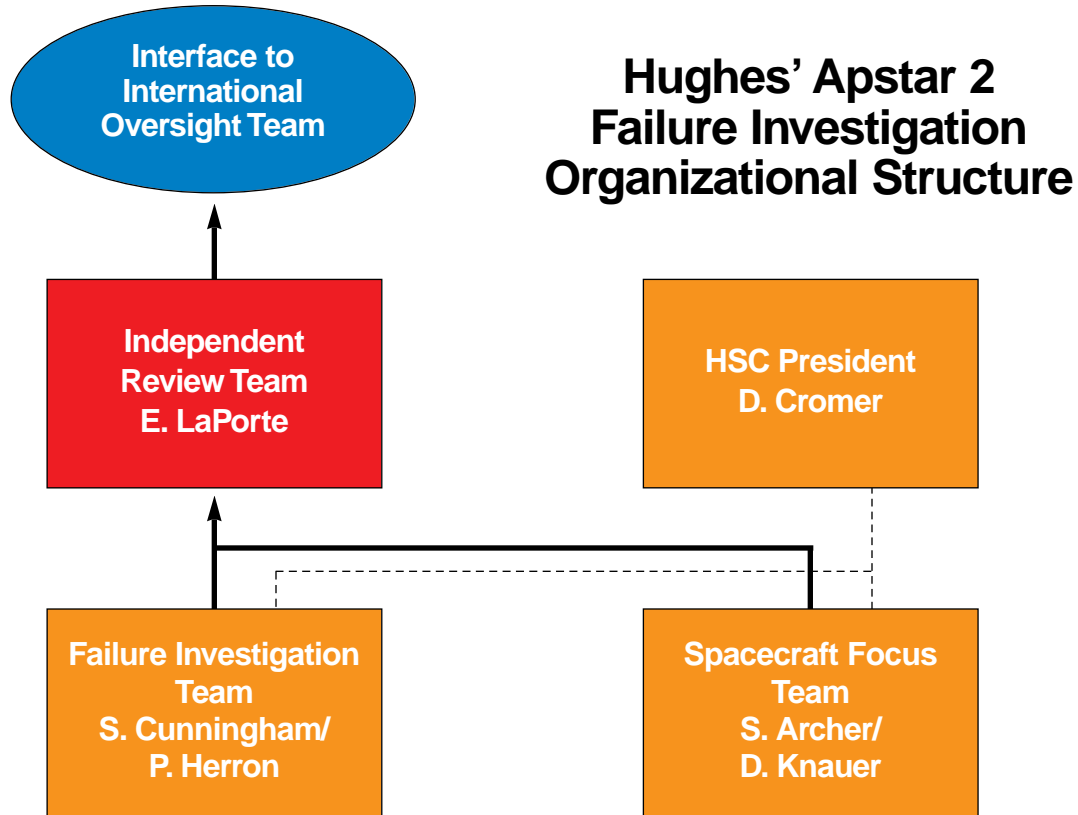 Interface to
International
Oversight Team
Hughes’ Apstar 2
Failure Investigation
Organizational Structure
Independent
Review Team
E. LaPorte
HSC President
D. Cromer
Failure Investigation
Team
S. Cunningham/
P. Herron
Spacecraft Focus
Team
S. Archer/
D. Knauer